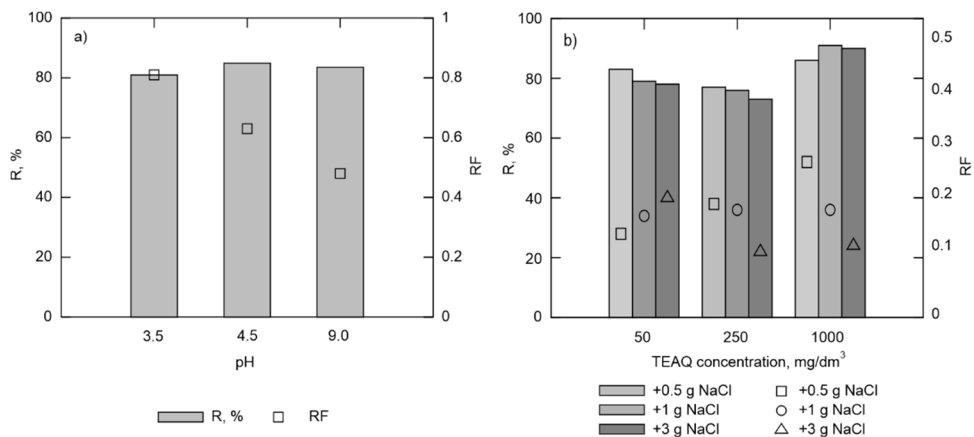 a)
100
80
60
40
20
0
R, %
1
0.8
0.6
0.4
0.2
0
RF
3.5 4.5 9.0
pH
R, % RF
b)
100
80
60
40
20
0
R, %
0.5
0.4
0.3
0.2
0.1
0
RF
50 250 1000
TEAQ concentration, mg/dm³
+0.5 g NaCl +0.5 g NaCl
+1 g NaCl +1 g NaCl
+3 g NaCl +3 g NaCl